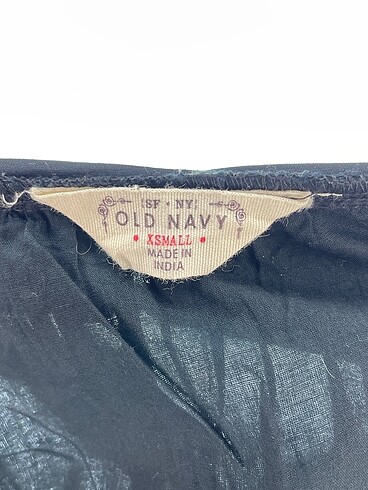 SF • NY
OLD NAVY
• XSMALL •
MADE IN
INDIA